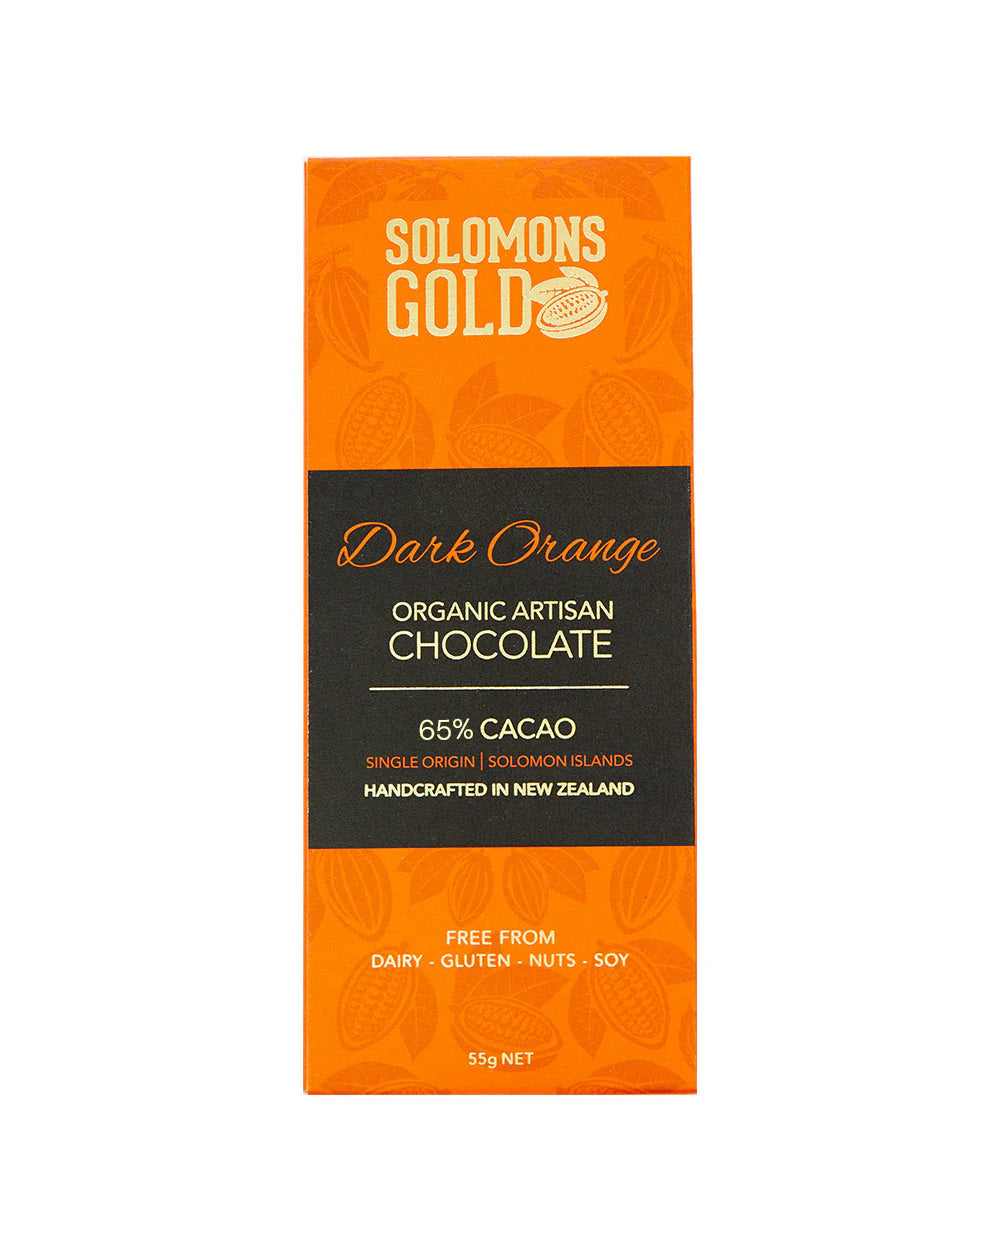 SOLOMONS
GOLD
Dark Orange
ORGANIC ARTISAN
CHOCOLATE
65% CACAO
SINGLE ORIGIN | SOLOMON ISLANDS
HANDCRAFTED IN NEW ZEALAND
FREE FROM
DAIRY - GLUTEN - NUTS - SOY
55g NET